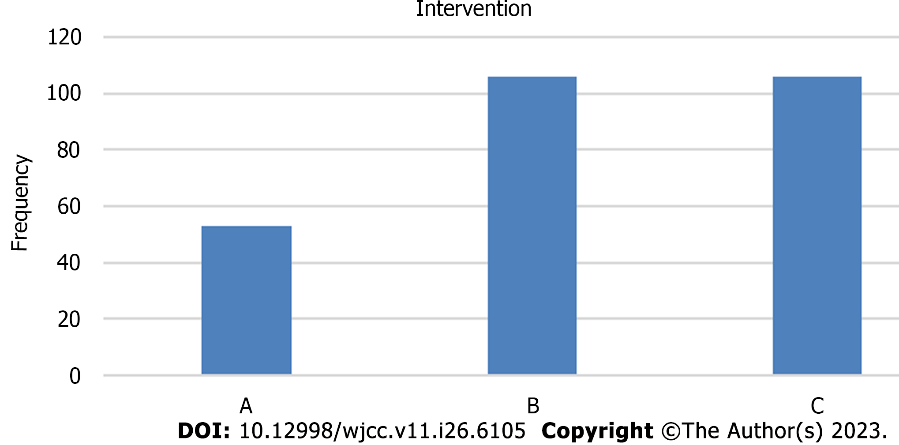 Intervention
120
100
80
60
40
20
0
Frequency
A B C
DOI: 10.12998/wjcc.v11.i26.6105 Copyright ©The Author(s) 2023.